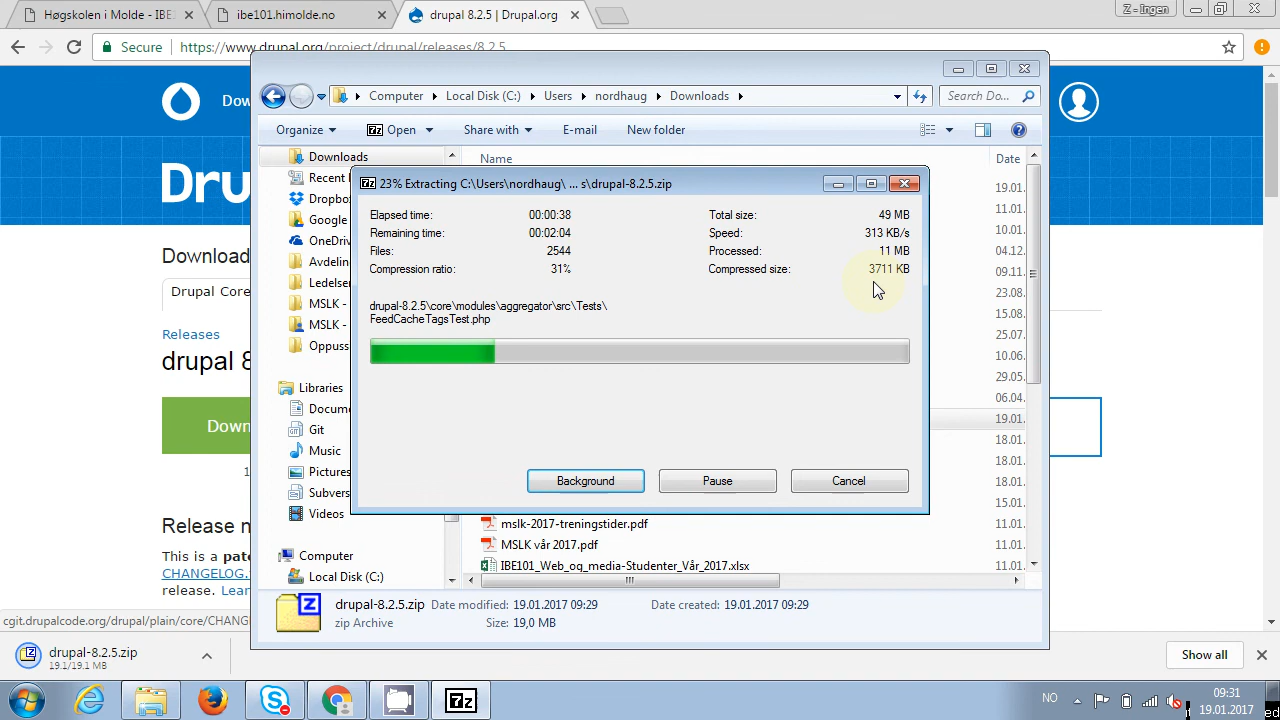 Høgskolen i Molde - IBE1
ibe101.himolde.no
drupal 8.2.5 | Drupal.org
Z - Ingen
Secure
https://www.drupal.org/project/drupal/releases/8.2.5
Computer
Local Disk (C:)
Users
nordhaug
Downloads
Search Do...
Organize
Open
Share with
E-mail
New folder
Dow
Dru
Downloads
Name
Date
Recent
Dropbo
Google
OneDriv
Avdelin
Ledelser
MSLK -
MSLK -
Oppuss
Libraries
Docume
Git
Music
Pictures
Subvers
Videos
Computer
Local Disk (C:)
23% Extracting C:\Users\nordhaug\ ... s\drupal-8.2.5.zip
Elapsed time: 00:00:38
Total size: 49 MB
Remaining time: 00:02:04
Speed: 313 KB/s
Files: 2544
Processed: 11 MB
Compression ratio: 31%
Compressed size: 3711 KB
drupal-8.2.5\core\modules\aggregator\src\Tests\
FeedCacheTagsTest.php
Background
Pause
Cancel
19.01.
11.01.
10.01.
04.12.
09.11.
23.08.
15.08.
10.06.
29.05.
06.04.
19.01.
18.01.
18.01.
18.01.
15.01.
mslk-2017-treningstider.pdf
11.01.
MSLK vår 2017.pdf
11.01.
IBE101_Web_og_media-Studenter_Vår_2017.xlsx
11.01.
drupal-8.2.5.zip
Date modified: 19.01.2017 09:29
Date created: 19.01.2017 09:29
zip Archive
Size: 19,0 MB
Download
Drupal Core
Releases
drupal 8
Down
1
Release n
This is a pat
CHANGELOG.
release. Lear
cgit.drupalcode.org/drupal/plain/core/CHANG
drupal-8.2.5.zip
19.1/19.1 MB
Show all
7z
NO
09:31
19.01.2017